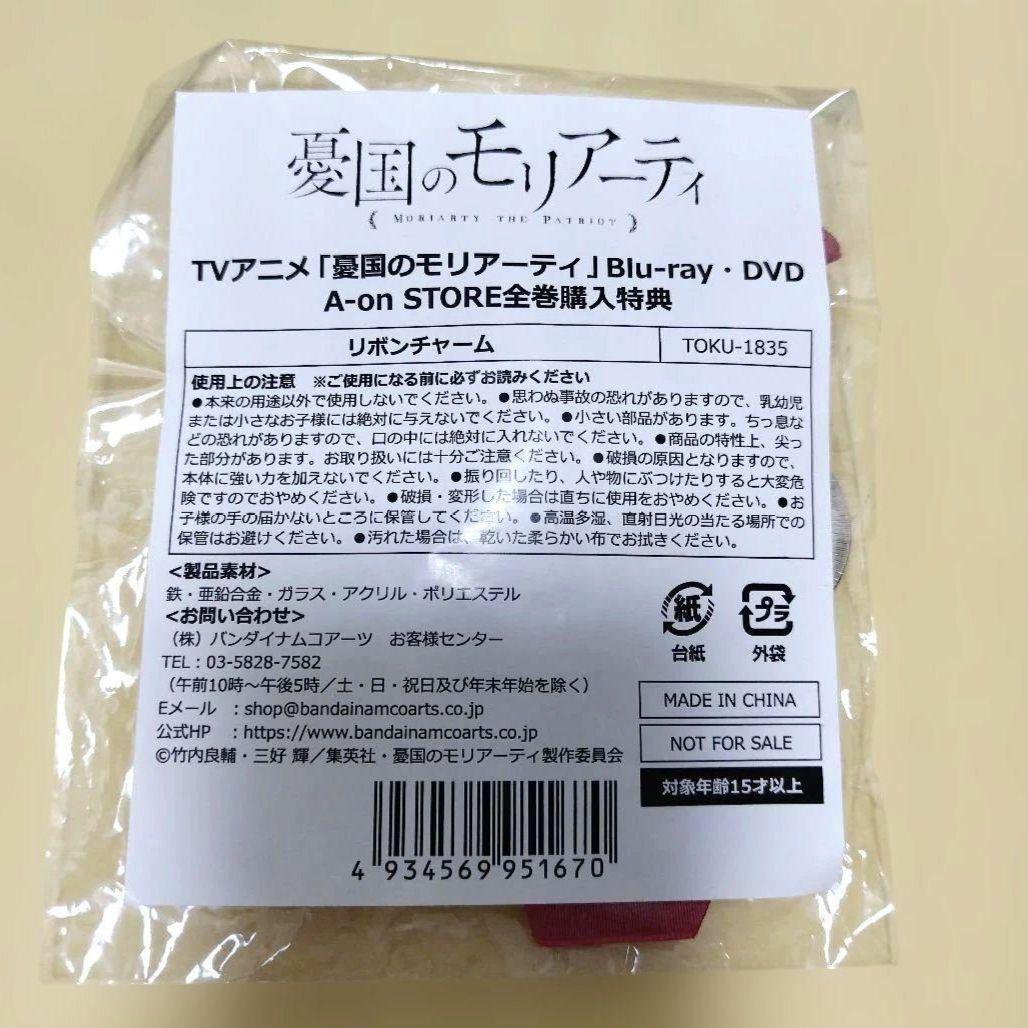 憂国のモリアーティ
MORIARTY THE PATRIOT
TVアニメ「憂国のモリアーティ」Blu-ray・DVD
A-on STORE全巻購入特典
リボンチャーム TOKU-1835
使用上の注意 ※ご使用になる前に必ずお読みください
●本来の用途以外で使用しないでください。●思わぬ事故の恐れがありますので、乳幼児
または小さなお子様には絶対に与えないでください。●小さい部品があります。ちっ息な
どの恐れがありますので、口の中には絶対に入れないでください。●商品の特性上、尖っ
た部分があります。お取り扱いには十分ご注意ください。●破損の原因となりますので、
本体に強い力を加えないでください。●振り回したり、人や物にぶつけたりすると大変危
険ですのでおやめください。●破損・変形した場合は直ちに使用をおやめください。●お
子様の手の届かないところに保管してください。●高温多湿、直射日光の当たる場所での
保管はお避けください。●汚れた場合は、乾いた柔らかい布でお拭きください。
<製品素材>
鉄・亜鉛合金・ガラス・アクリル・ポリエステル
<お問い合わせ>
（株）バンダイナムコアーツ お客様センター
TEL：03-5828-7582
（午前10時～午後5時／土・日・祝日及び年末年始を除く）
Eメール ：shop@bandainamcoarts.co.jp
公式HP ：https://www.bandainamcoarts.co.jp
©竹内良輔・三好 輝／集英社・憂国のモリアーティ製作委員会
紙 プラ
台紙 外袋
MADE IN CHINA
NOT FOR SALE
対象年齢15才以上
4 934569 951670